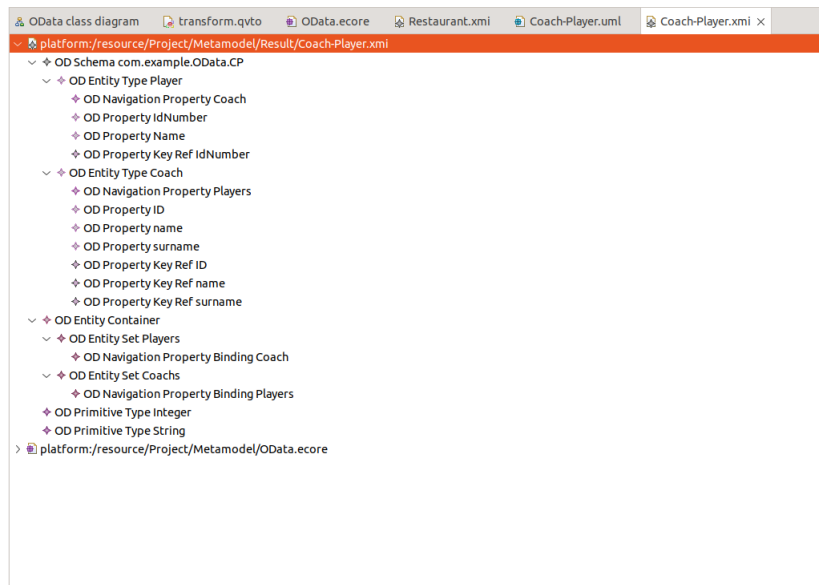 OData class diagram transform.qvto OData.ecore Restaurant.xmi Coach-Player.uml Coach-Player.xmi ×
platform:/resource/Project/Metamodel/Result/Coach-Player.xmi
OD Schema com.example.OData.CP
OD Entity Type Player
OD Navigation Property Coach
OD Property IdNumber
OD Property Name
OD Property Key Ref IdNumber
OD Entity Type Coach
OD Navigation Property Players
OD Property ID
OD Property name
OD Property surname
OD Property Key Ref ID
OD Property Key Ref name
OD Property Key Ref surname
OD Entity Container
OD Entity Set Players
OD Navigation Property Binding Coach
OD Entity Set Coachs
OD Navigation Property Binding Players
OD Primitive Type Integer
OD Primitive Type String
platform:/resource/Project/Metamodel/OData.ecore